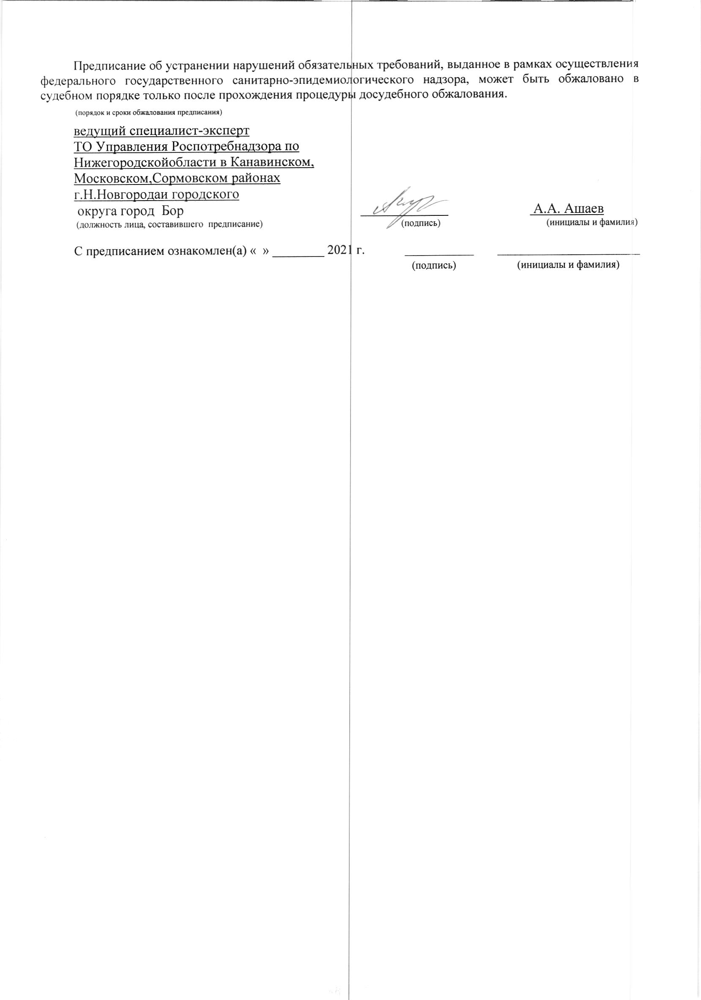 Предписание об устранении нарушений обязательных требований, выданное в рамках осуществления
федерального государственного санитарно-эпидемиологического надзора, может быть обжаловано в
судебном порядке только после прохождения процедуры досудебного обжалования.
(порядок и сроки обжалования предписания)
ведущий специалист-эксперт
ТО Управления Роспотребнадзора по
Нижегородскойобласти в Канавинском,
Московском,Сормовском районах
г.Н.Новгородаи городского
округа город Бор А.А. Ашаев
(должность лица, составившего предписание) (подпись) (инициалы и фамилия)
С предписанием ознакомлен(а) « » _________ 2021 г. ____________ _________________________
(подпись) (инициалы и фамилия)